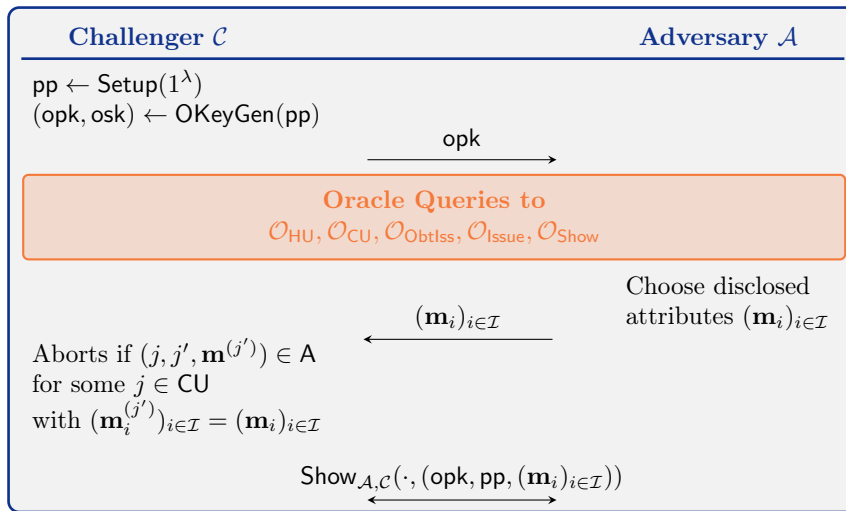 Challenger 𝒞
Adversary 𝒜
pp ← Setup(1^λ)
(opk, osk) ← OKeyGen(pp)
opk
Oracle Queries to
𝒪_HU, 𝒪_CU, 𝒪_ObtIss, 𝒪_Issue, 𝒪_Show
Choose disclosed
attributes (𝐦_i)_{i∈ℐ}
(𝐦_i)_{i∈ℐ}
Aborts if (j, j′, 𝐦^{(j′)}) ∈ A
for some j ∈ CU
with (𝐦_i^{(j′)})_{i∈ℐ} = (𝐦_i)_{i∈ℐ}
Show_{𝒜,𝒞}(·, (opk, pp, (𝐦_i)_{i∈ℐ}))